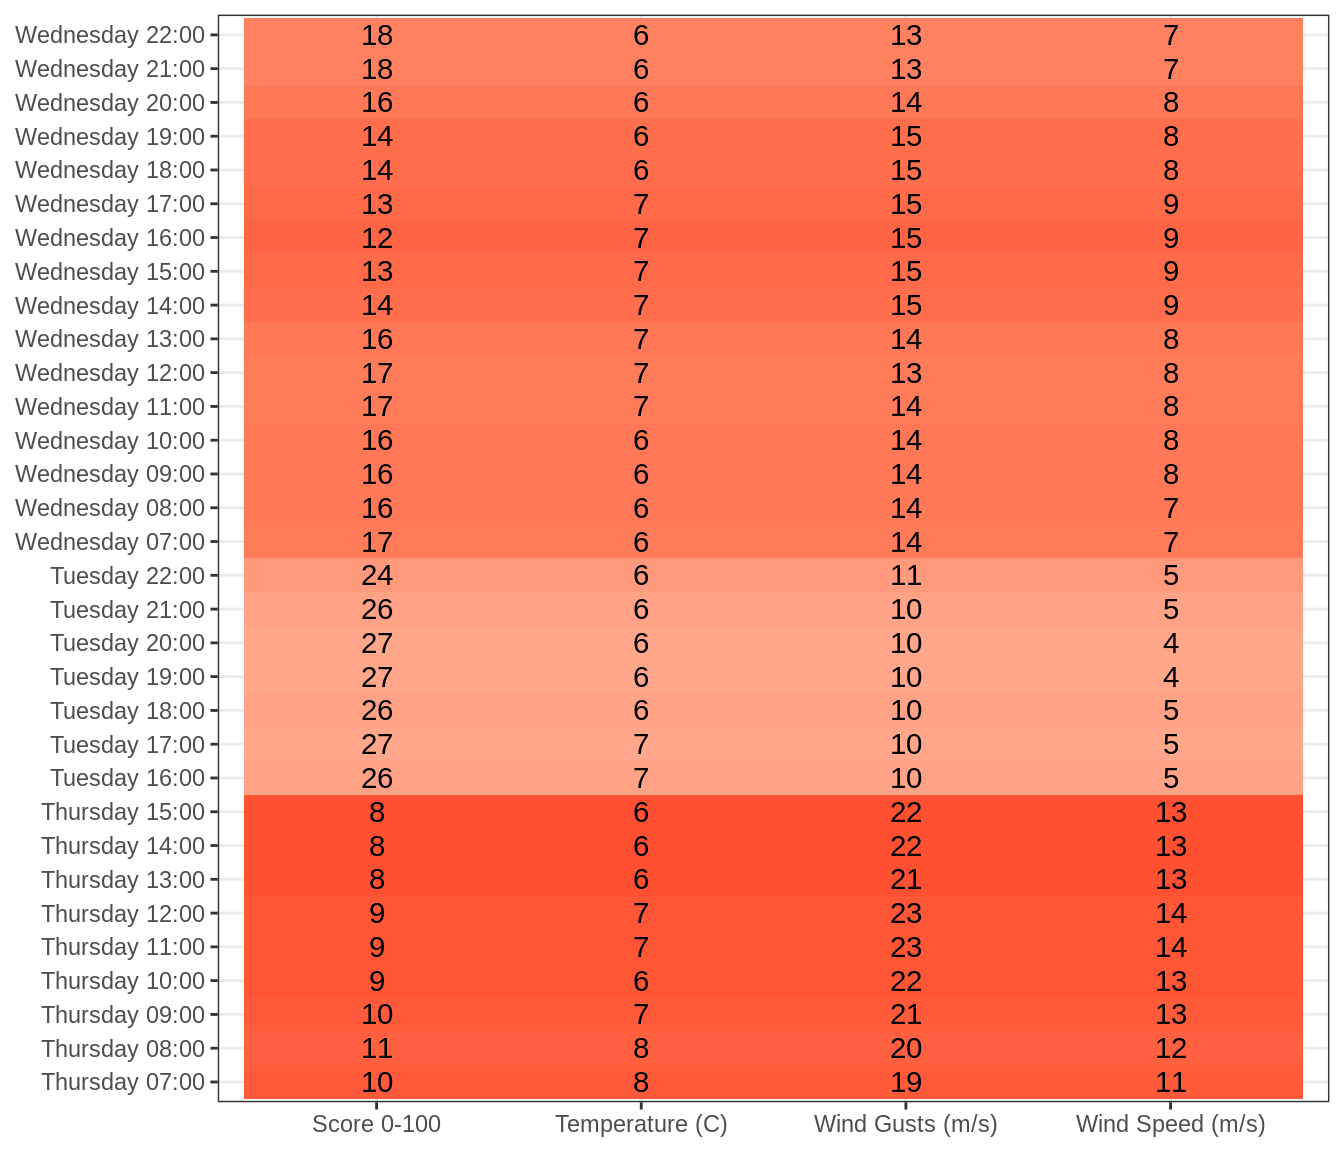 Wednesday 22:00 18 6 13 7
Wednesday 21:00 18 6 13 7
Wednesday 20:00 16 6 14 8
Wednesday 19:00 14 6 15 8
Wednesday 18:00 14 6 15 8
Wednesday 17:00 13 7 15 9
Wednesday 16:00 12 7 15 9
Wednesday 15:00 13 7 15 9
Wednesday 14:00 14 7 15 9
Wednesday 13:00 16 7 14 8
Wednesday 12:00 17 7 13 8
Wednesday 11:00 17 7 14 8
Wednesday 10:00 16 6 14 8
Wednesday 09:00 16 6 14 8
Wednesday 08:00 16 6 14 7
Wednesday 07:00 17 6 14 7
Tuesday 22:00 24 6 11 5
Tuesday 21:00 26 6 10 5
Tuesday 20:00 27 6 10 4
Tuesday 19:00 27 6 10 4
Tuesday 18:00 26 6 10 5
Tuesday 17:00 27 7 10 5
Tuesday 16:00 26 7 10 5
Thursday 15:00 8 6 22 13
Thursday 14:00 8 6 22 13
Thursday 13:00 8 6 21 13
Thursday 12:00 9 7 23 14
Thursday 11:00 9 7 23 14
Thursday 10:00 9 6 22 13
Thursday 09:00 10 7 21 13
Thursday 08:00 11 8 20 12
Thursday 07:00 10 8 19 11
Score 0-100 Temperature (C) Wind Gusts (m/s) Wind Speed (m/s)